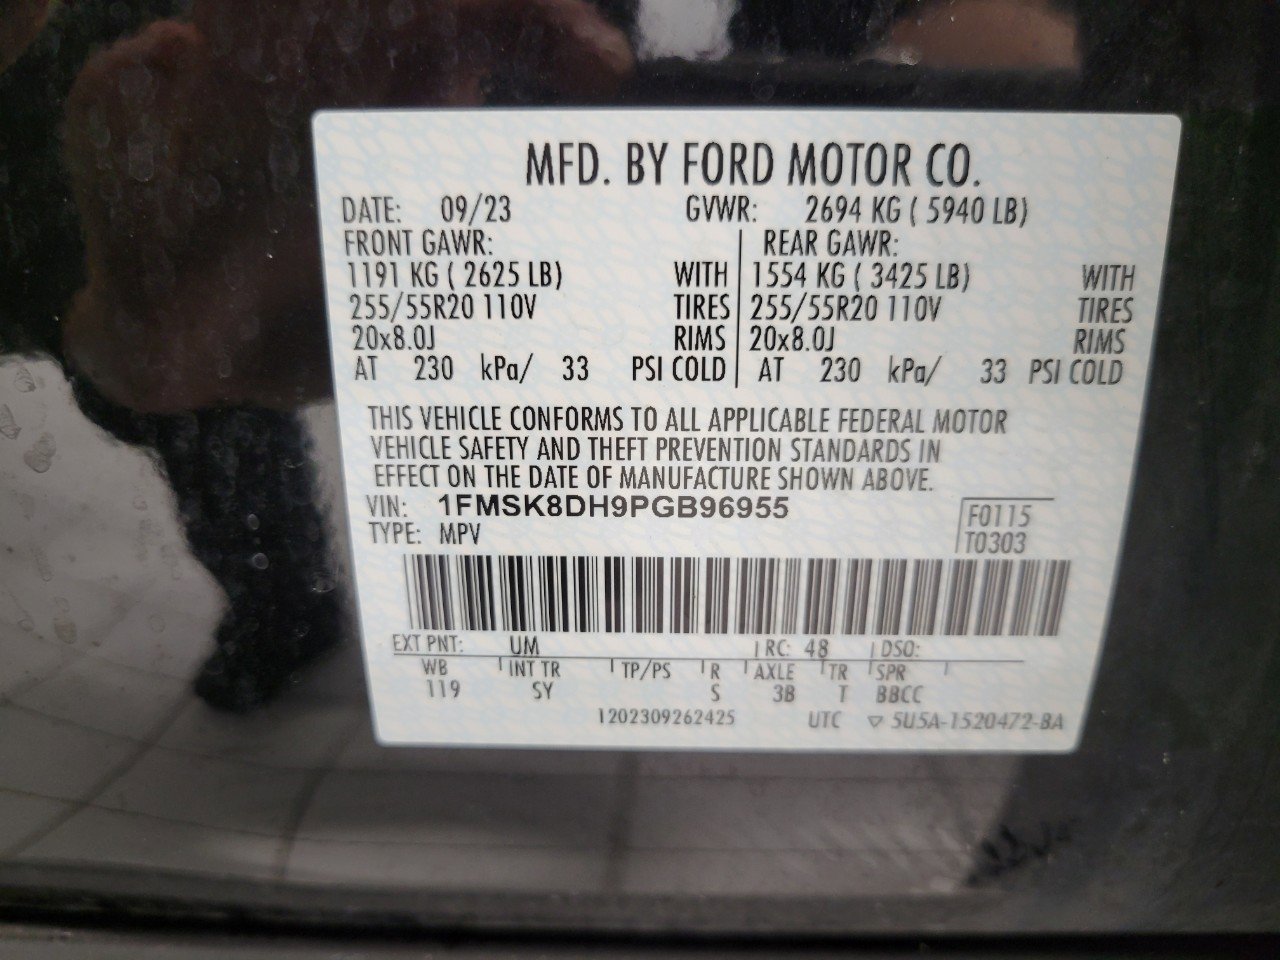 MFD. BY FORD MOTOR CO.
DATE: 09/23 GVWR: 2694 KG ( 5940 LB)
FRONT GAWR: REAR GAWR:
1191 KG ( 2625 LB) WITH 1554 KG ( 3425 LB) WITH
255/55R20 110V TIRES 255/55R20 110V TIRES
20x8.0J RIMS 20x8.0J RIMS
AT 230 kPa/ 33 PSI COLD AT 230 kPa/ 33 PSI COLD
THIS VEHICLE CONFORMS TO ALL APPLICABLE FEDERAL MOTOR
VEHICLE SAFETY AND THEFT PREVENTION STANDARDS IN
EFFECT ON THE DATE OF MANUFACTURE SHOWN ABOVE.
VIN: 1FMSK8DH9PGB96955 F0115
TYPE: MPV T0303
EXT PNT: UM RC: 48 DSO:
WB INT TR TP/PS R AXLE TR SPR
119 SY S 3B T BBCC
1202309262425 UTC ▽ 5U5A-1520472-BA